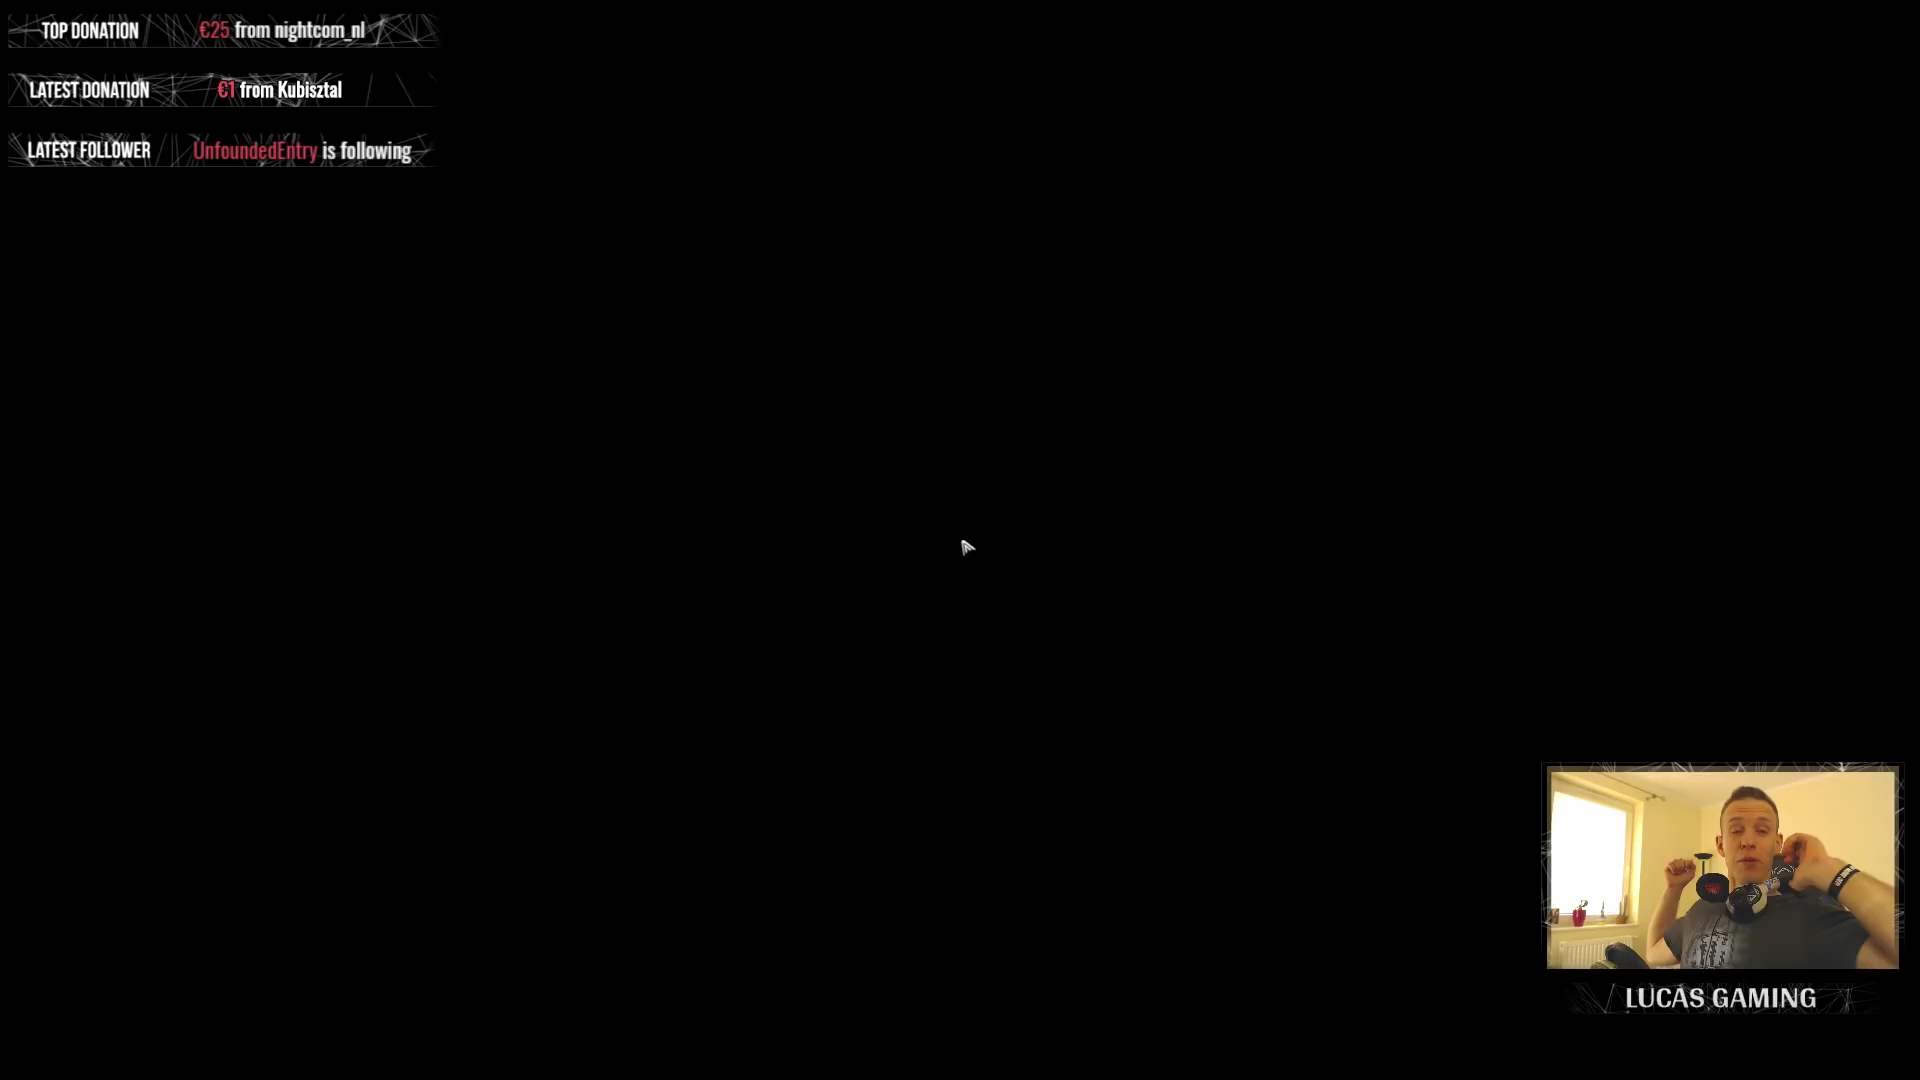 TOP DONATION €25 from nightcom_nl
LATEST DONATION €1 from Kubisztal
LATEST FOLLOWER UnfoundedEntry is following
LUCAS GAMING